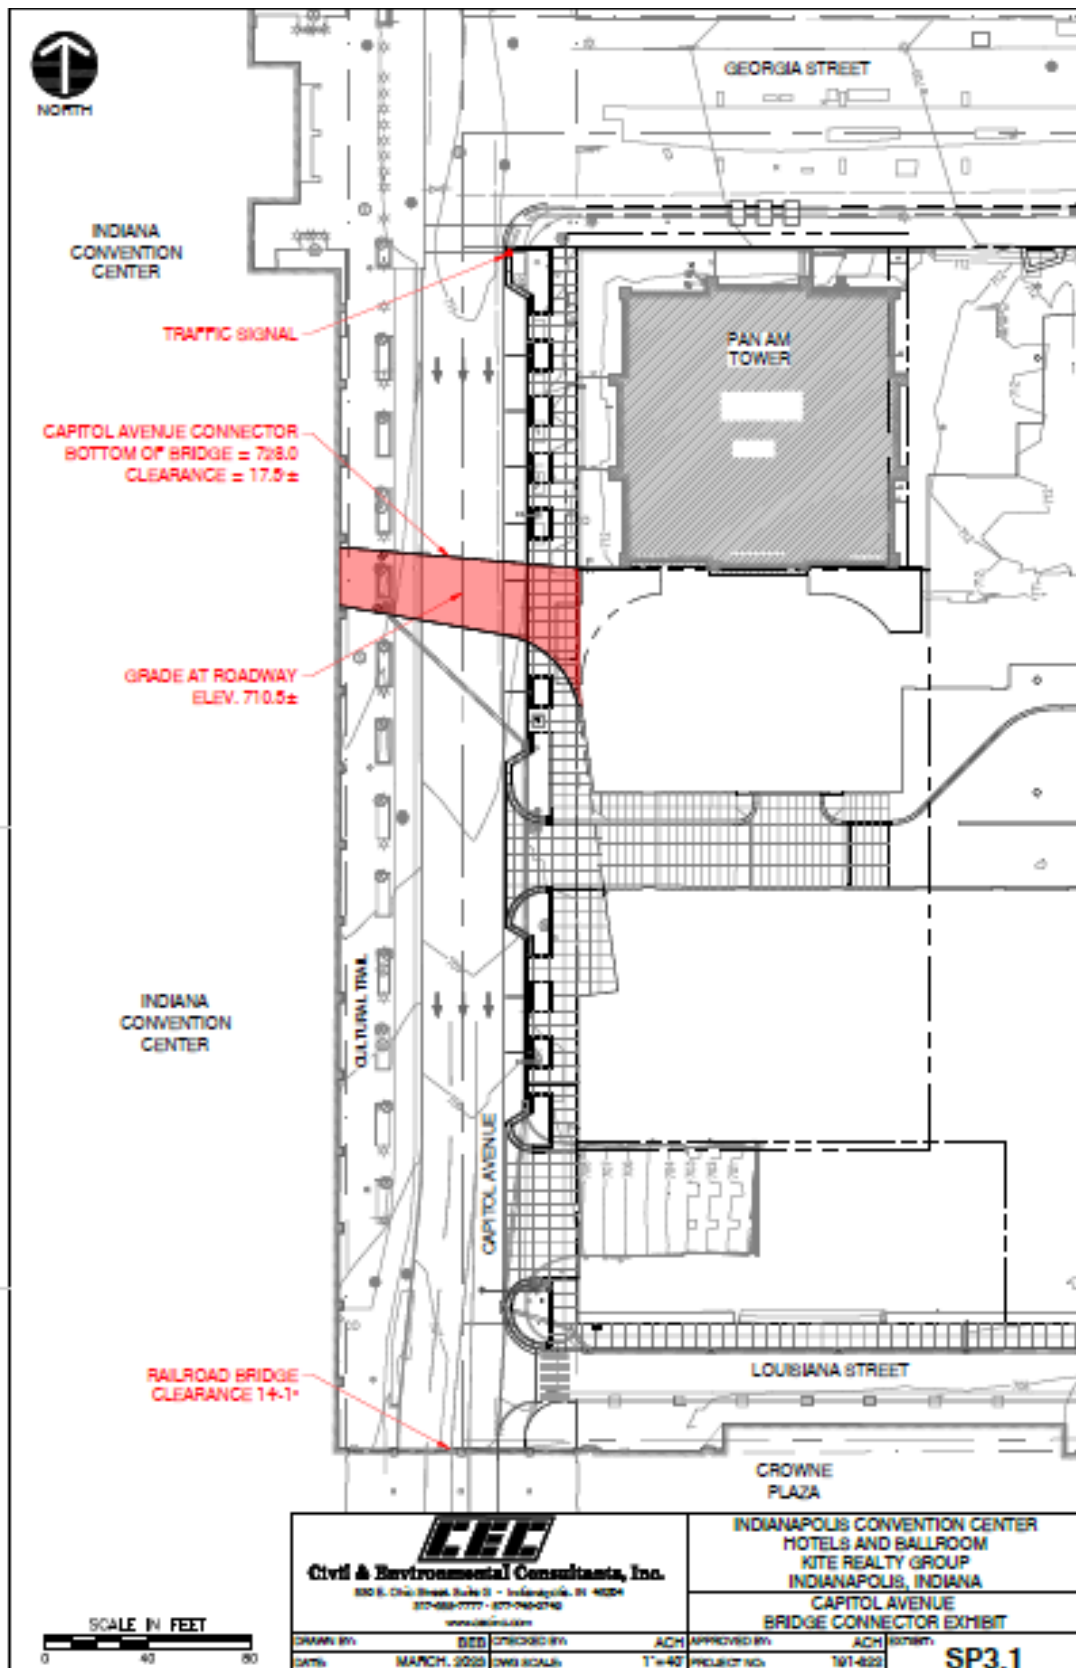 NORTH
GEORGIA STREET
INDIANA
CONVENTION
CENTER
TRAFFIC SIGNAL
PAN AM
TOWER
CAPITOL AVENUE CONNECTOR
BOTTOM OF BRIDGE = 728.0
CLEARANCE = 17.5'±
GRADE AT ROADWAY
ELEV. 710.5±
INDIANA
CONVENTION
CENTER
CULTURAL TRAIL
CAPITOL AVENUE
RAILROAD BRIDGE
CLEARANCE 14'-1"
LOUISIANA STREET
CROWNE
PLAZA
CEC
Civil & Environmental Consultants, Inc.
INDIANAPOLIS CONVENTION CENTER
HOTELS AND BALLROOM
KITE REALTY GROUP
INDIANAPOLIS, INDIANA
CAPITOL AVENUE
BRIDGE CONNECTOR EXHIBIT
SCALE IN FEET
0 40 80
DRAWN BY: BEB CHECKED BY: ACH APPROVED BY: ACH EXHIBIT:
DATE: MARCH, 2023 DWG SCALE: 1"=40' PROJECT NO: SP3.1